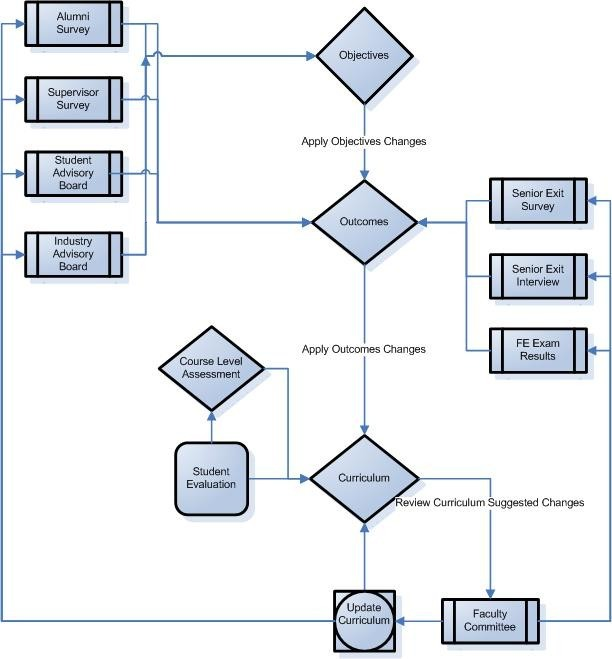 Alumni
Survey
Objectives
Supervisor
Survey
Apply Objectives Changes
Student
Advisory
Board
Senior Exit
Survey
Outcomes
Industry
Advisory
Board
Senior Exit
Interview
FE Exam
Results
Apply Outcomes Changes
Course Level
Assessment
Student
Evaluation
Curriculum
Review Curriculum Suggested Changes
Update
Curriculum
Faculty
Committee